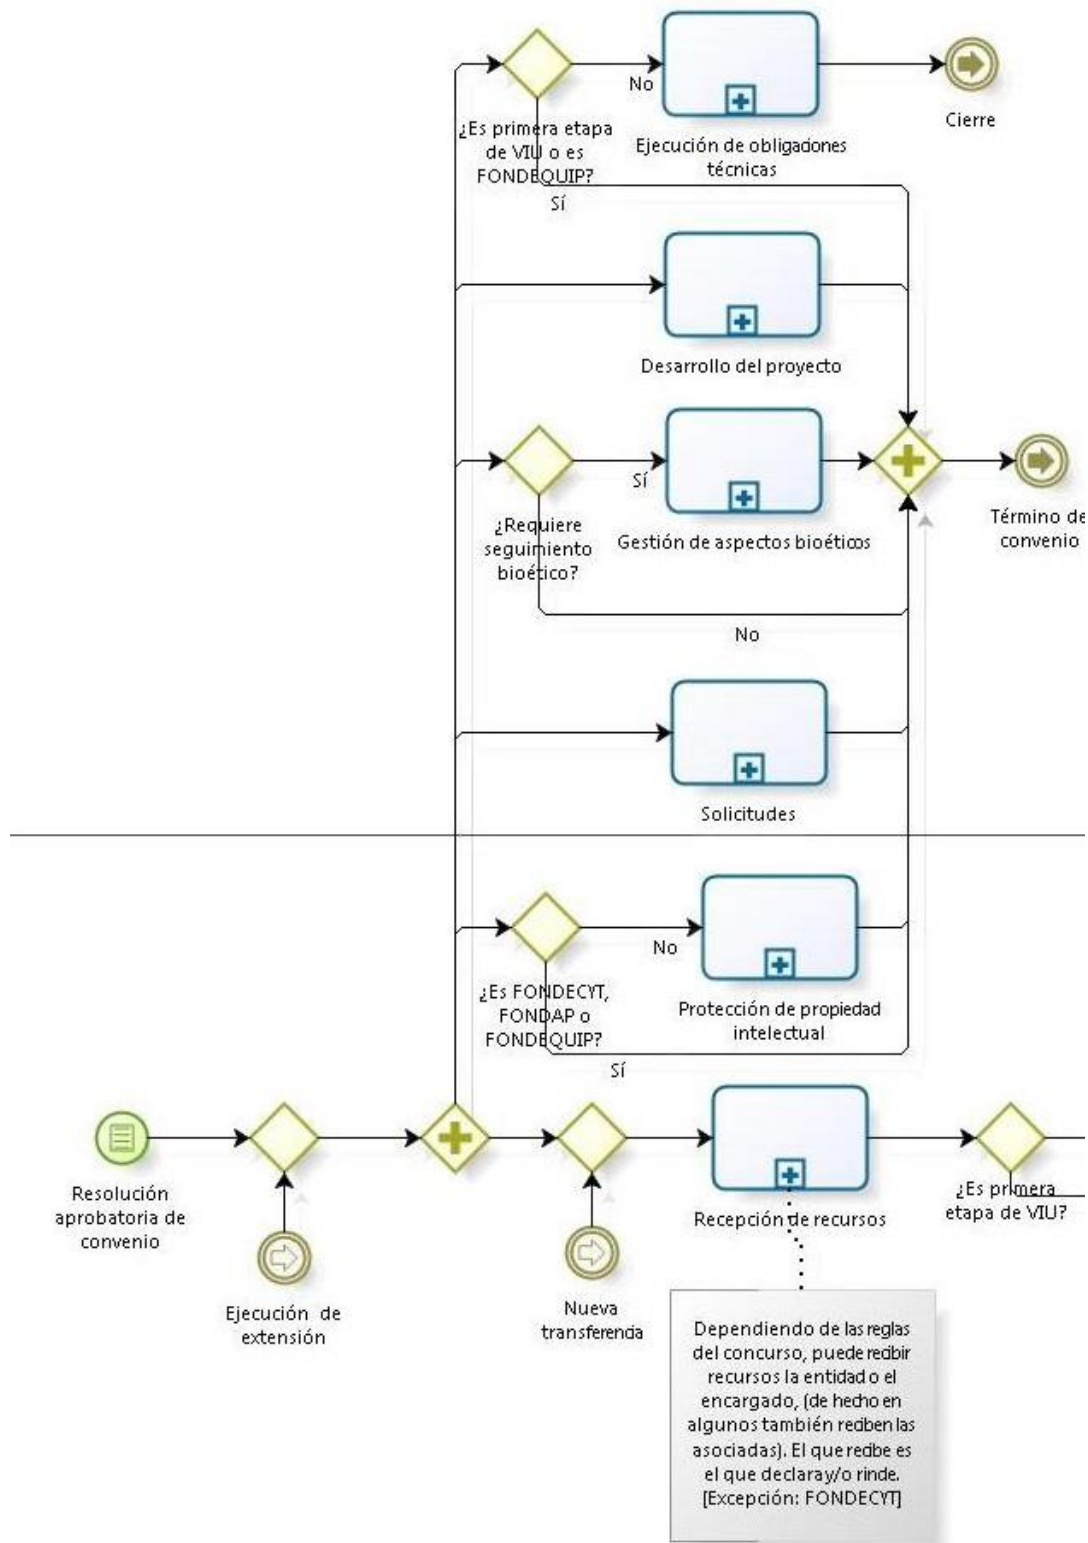 ¿Es primera etapa
de VIU o es
FONDEQUIP?
No
Ejecución de obligaciones
técnicas
Cierre
Sí
Desarrollo del proyecto
¿Requiere
seguimiento
bioético?
Sí
Gestión de aspectos bioéticos
Término de
convenio
No
Solicitudes
¿Es FONDECYT,
FONDAP o
FONDEQUIP?
No
Protección de propiedad
intelectual
Sí
Resolución
aprobatoria de
convenio
Ejecución de
extensión
Nueva
transferencia
Recepción de recursos
¿Es primera
etapa de VIU?
Dependiendo de las reglas
del concurso, puede recibir
recursos la entidad o el
encargado, (de hecho en
algunos también reciben las
asociadas). El que recibe es
el que declara y/o rinde.
[Excepción: FONDECYT]